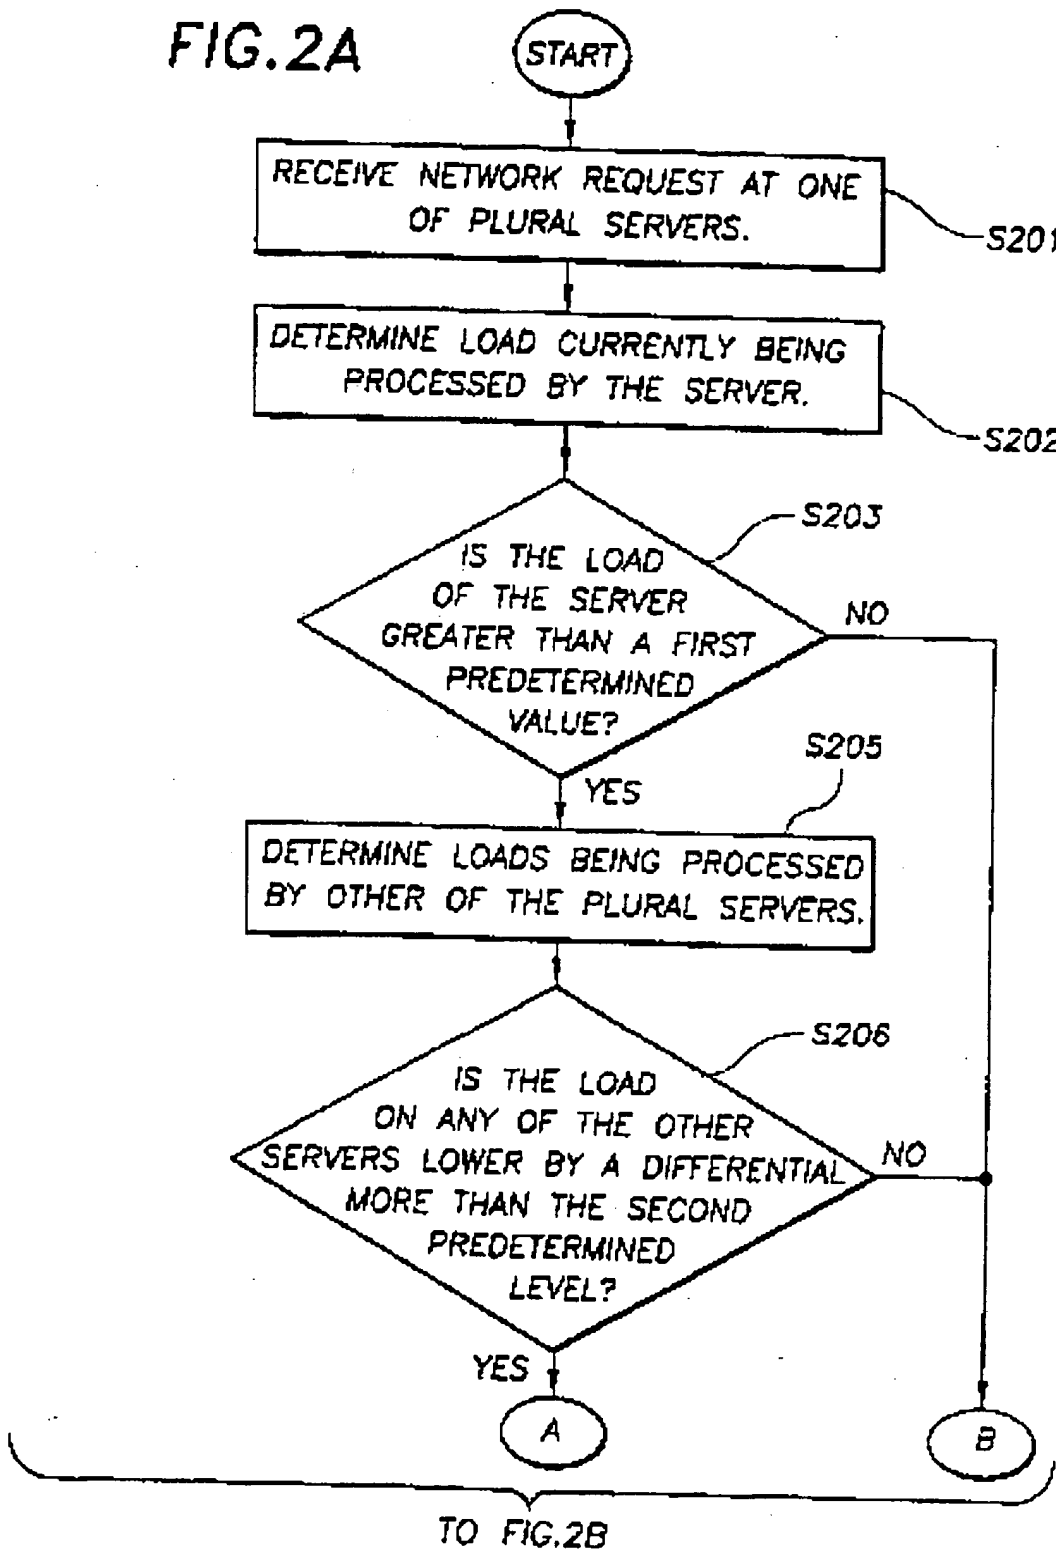 FIG.2A
START
RECEIVE NETWORK REQUEST AT ONE
OF PLURAL SERVERS.
S201
DETERMINE LOAD CURRENTLY BEING
PROCESSED BY THE SERVER.
S202
S203
IS THE LOAD
OF THE SERVER
GREATER THAN A FIRST
PREDETERMINED
VALUE?
NO
YES
S205
DETERMINE LOADS BEING PROCESSED
BY OTHER OF THE PLURAL SERVERS.
S206
IS THE LOAD
ON ANY OF THE OTHER
SERVERS LOWER BY A DIFFERENTIAL
MORE THAN THE SECOND
PREDETERMINED
LEVEL?
NO
YES
A
B
TO FIG.2B